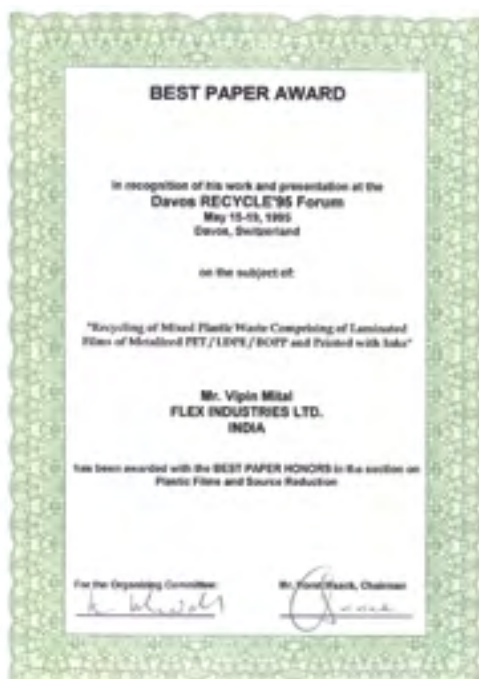 BEST PAPER AWARD
In recognition of his work and presentation at the
Davos RECYCLE'95 Forum
May 15-19, 1995
Davos, Switzerland
on the subject of:
"Recycling of Mixed Plastic Waste Comprising of Laminated
Films of Metallized PET/LDPE/BOPP and Printed with Inks"
Mr. Vipin Mital
FLEX INDUSTRIES LTD.
INDIA
has been awarded with the BEST PAPER HONORS in the section on
Plastic Films and Source Reduction
For the Organizing Committee: Mr. Maack, Chairman